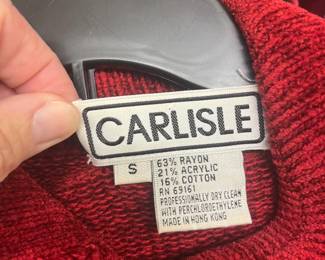 CARLISLE
S
63% RAYON
21% ACRYLIC
16% COTTON
RN 69161
PROFESSIONALLY DRY CLEAN
WITH PERCHLOROETHYLENE
MADE IN HONG KONG